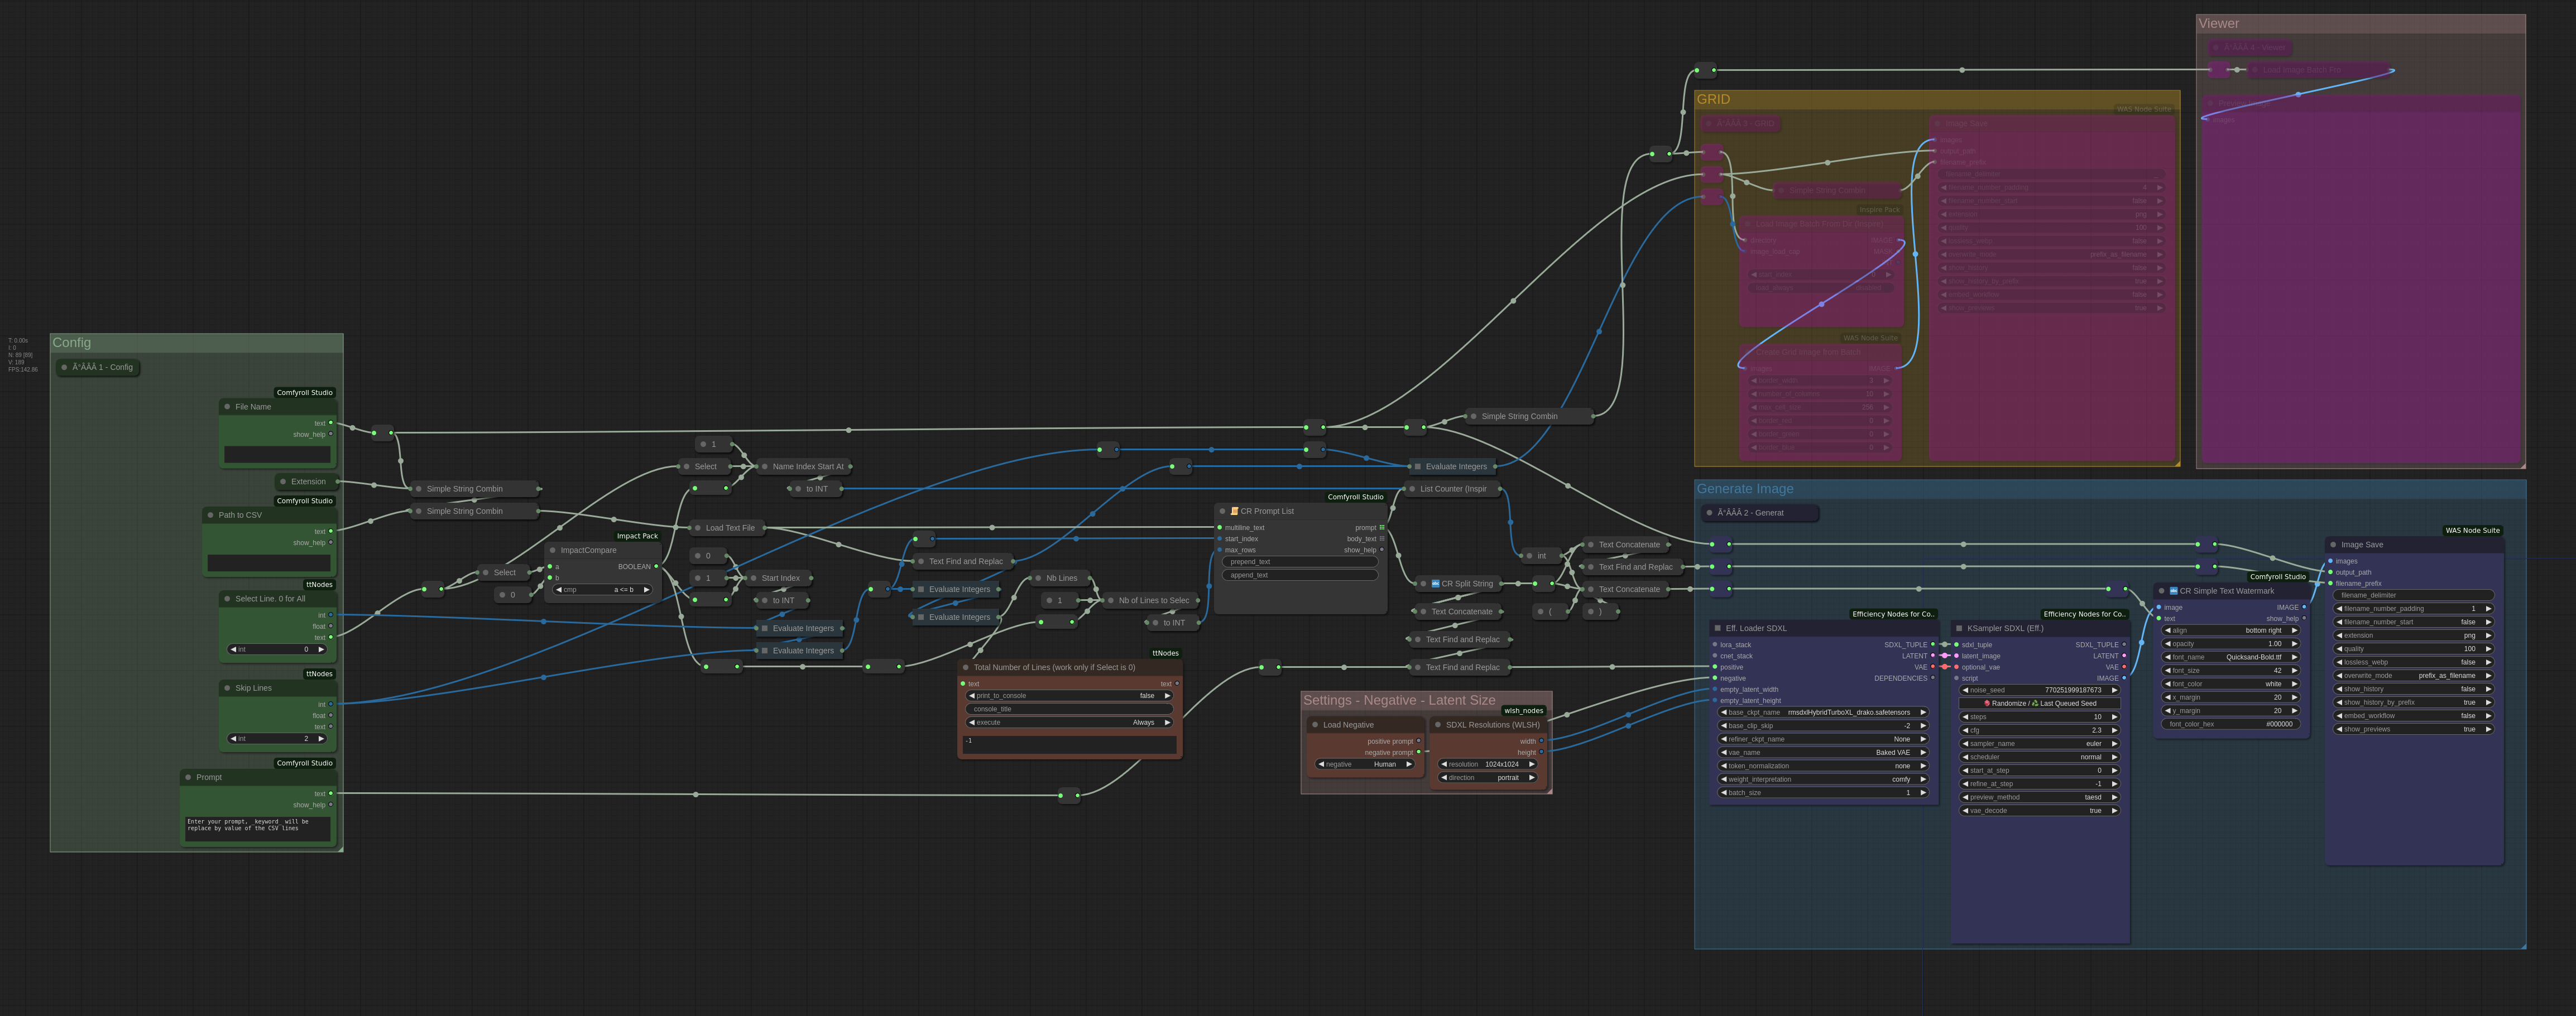 Viewer
GRID
WAS Node Suite
Image Save
Simple String Combin
Inspire Pack
WAS Node Suite
Config
T: 0.00s
I: 0
N: 89 [89]
V: 189
FPS:142.86
Ã°ÂÂÂ 1 - Config
Comfyroll Studio
File Name
text
show_help
Extension
Comfyroll Studio
Path to CSV
text
show_help
ttNodes
Select Line. 0 for All
int
float
text
int 0
ttNodes
Skip Lines
int
float
text
int 2
Comfyroll Studio
Prompt
text
show_help
Enter your prompt, _keyword_ will be
replace by value of the CSV lines
Simple String Combin
Simple String Combin
Select
0
Impact Pack
ImpactCompare
a BOOLEAN
b
cmp a <= b
1
Select
Name Index Start At
to INT
Load Text File
0
1
Start Index
to INT
Evaluate Integers
Evaluate Integers
Text Find and Replac
Evaluate Integers
Evaluate Integers
Nb Lines
1
Nb of Lines to Selec
to INT
ttNodes
Total Number of Lines (work only if Select is 0)
text text
print_to_console false
console_title
execute Always
-1
Comfyroll Studio
CR Prompt List
multiline_text prompt
start_index body_text
max_rows show_help
prepend_text
append_text
Simple String Combin
Evaluate Integers
List Counter (Inspir
int
Text Concatenate
Text Find and Replac
CR Split String
Text Concatenate
Text Concatenate
(
)
Text Find and Replac
Text Find and Replac
Settings - Negative - Latent Size
wlsh_nodes
Load Negative
positive prompt
negative prompt
negative Human
SDXL Resolutions (WLSH)
width
height
resolution 1024x1024
direction portrait
Generate Image
Ã°ÂÂÂ 2 - Generat
Efficiency Nodes for Co..
Eff. Loader SDXL
lora_stack SDXL_TUPLE
cnet_stack LATENT
positive VAE
negative DEPENDENCIES
empty_latent_width
empty_latent_height
base_ckpt_name rmsdxlHybridTurboXL_drako.safetensors
base_clip_skip -2
refiner_ckpt_name None
vae_name Baked VAE
token_normalization none
weight_interpretation comfy
batch_size 1
Efficiency Nodes for Co..
KSampler SDXL (Eff.)
sdxl_tuple SDXL_TUPLE
latent_image LATENT
optional_vae VAE
script IMAGE
noise_seed 770251999187673
Randomize / Last Queued Seed
steps 10
cfg 2.3
sampler_name euler
scheduler normal
start_at_step 0
refine_at_step -1
preview_method taesd
vae_decode true
Comfyroll Studio
CR Simple Text Watermark
image IMAGE
text show_help
align bottom right
opacity 1.00
font_name Quicksand-Bold.ttf
font_size 42
font_color white
x_margin 20
y_margin 20
font_color_hex #000000
WAS Node Suite
Image Save
images
output_path
filename_prefix
filename_delimiter
filename_number_padding 1
filename_number_start false
extension png
quality 100
lossless_webp false
overwrite_mode prefix_as_filename
show_history false
show_history_by_prefix true
embed_workflow false
show_previews true